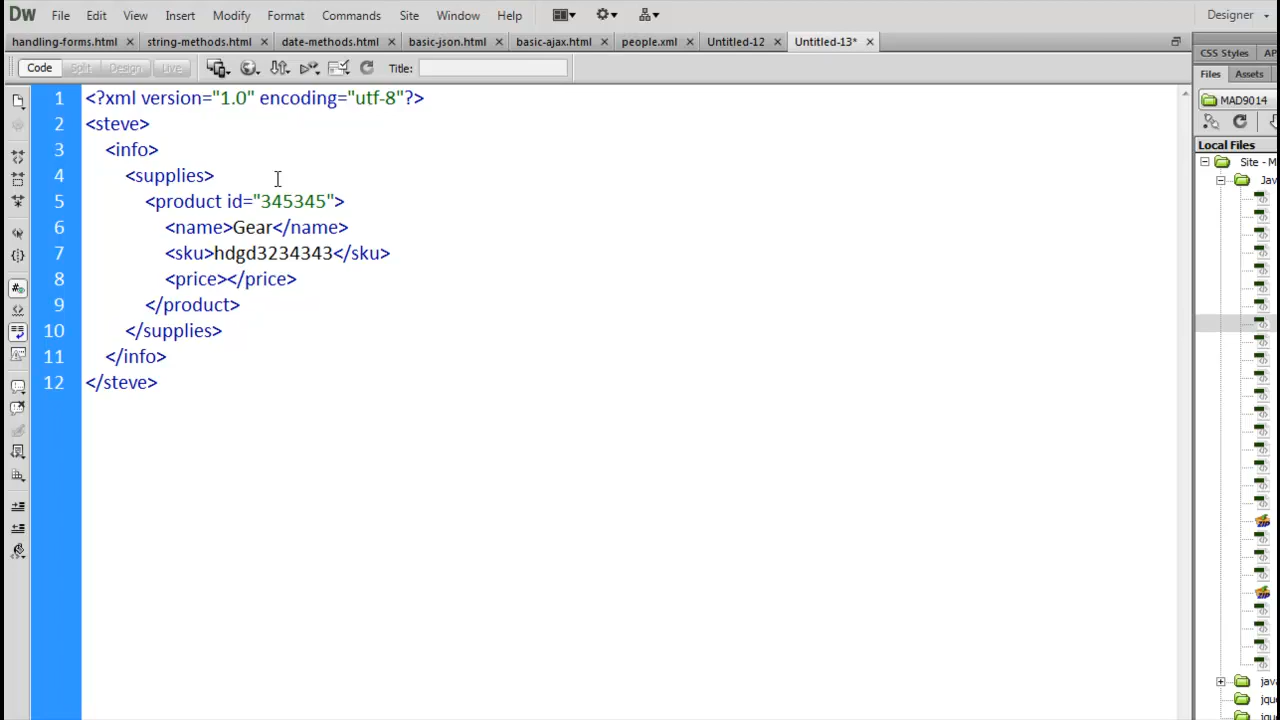 Dw File Edit View Insert Modify Format Commands Site Window Help Designer
handling-forms.html string-methods.html date-methods.html basic-json.html basic-ajax.html people.xml Untitled-12 Untitled-13*
Code Split Design Live Title:
1 <?xml version="1.0" encoding="utf-8"?>
2 <steve>
3 <info>
4 <supplies>
5 <product id="345345">
6 <name>Gear</name>
7 <sku>hdgd3234343</sku>
8 <price></price>
9 </product>
10 </supplies>
11 </info>
12 </steve>
CSS Styles AP
Files Assets
MAD9014
Local Files
Site - M
Ja
java
jqu